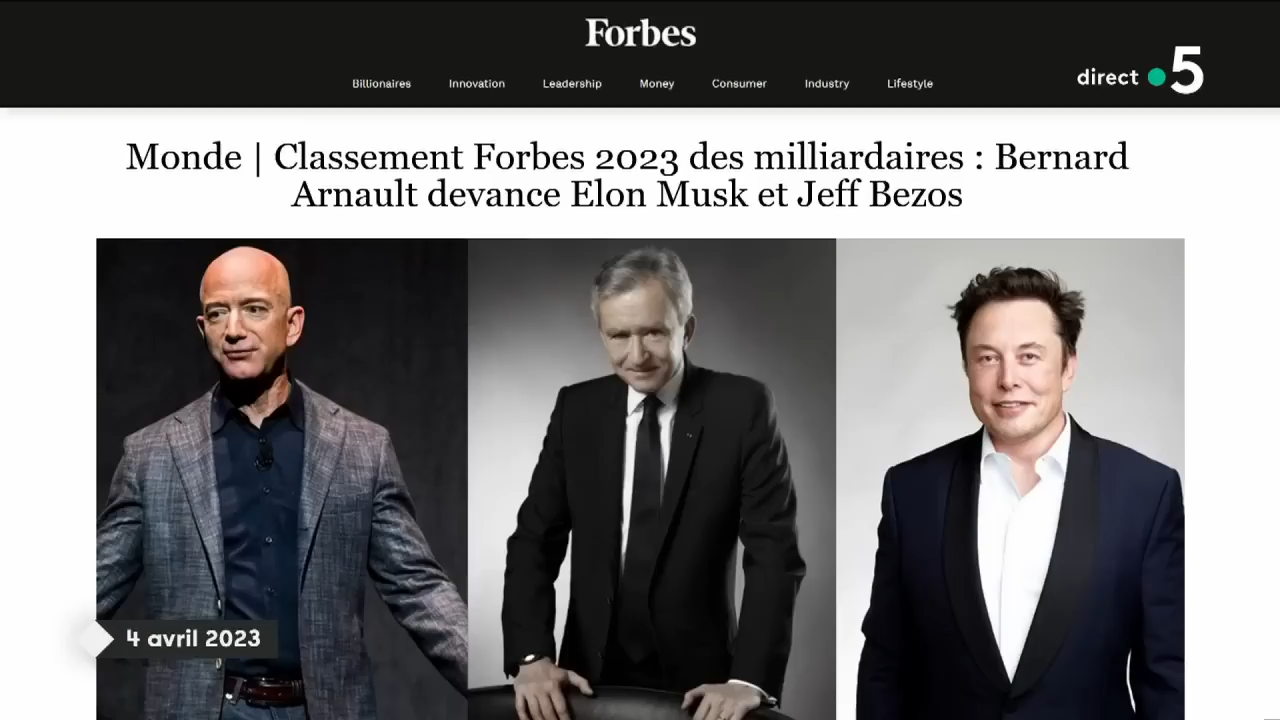 Forbes
direct 5
Billionaires Innovation Leadership Money Consumer Industry Lifestyle
Monde | Classement Forbes 2023 des milliardaires : Bernard
Arnault devance Elon Musk et Jeff Bezos
4 avril 2023